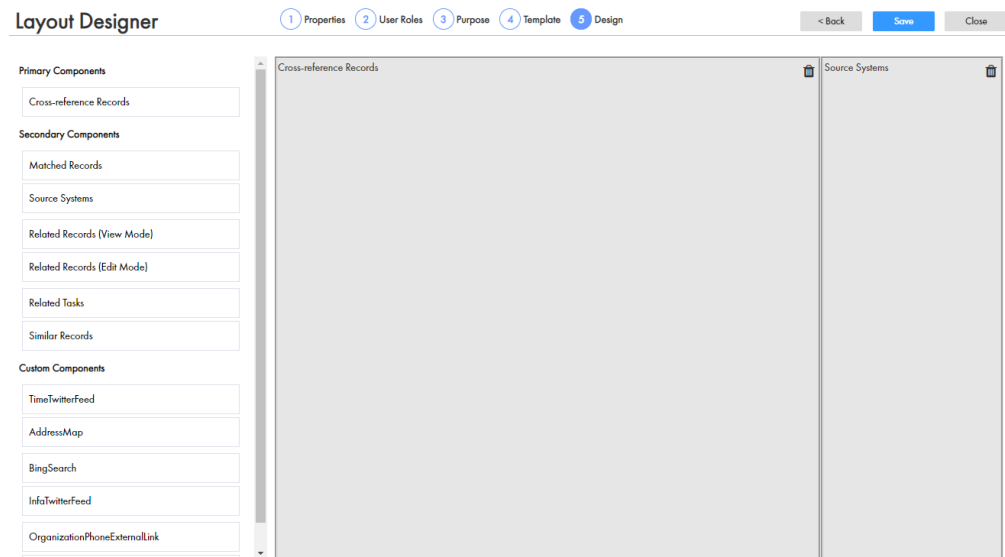 Layout Designer
1 Properties 2 User Roles 3 Purpose 4 Template 5 Design
< Back Save Close
Primary Components
Cross-reference Records
Secondary Components
Matched Records
Source Systems
Related Records (View Mode)
Related Records (Edit Mode)
Related Tasks
Similar Records
Custom Components
TimeTwitterFeed
AddressMap
BingSearch
InfaTwitterFeed
OrganizationPhoneExternalLink
Cross-reference Records
Source Systems